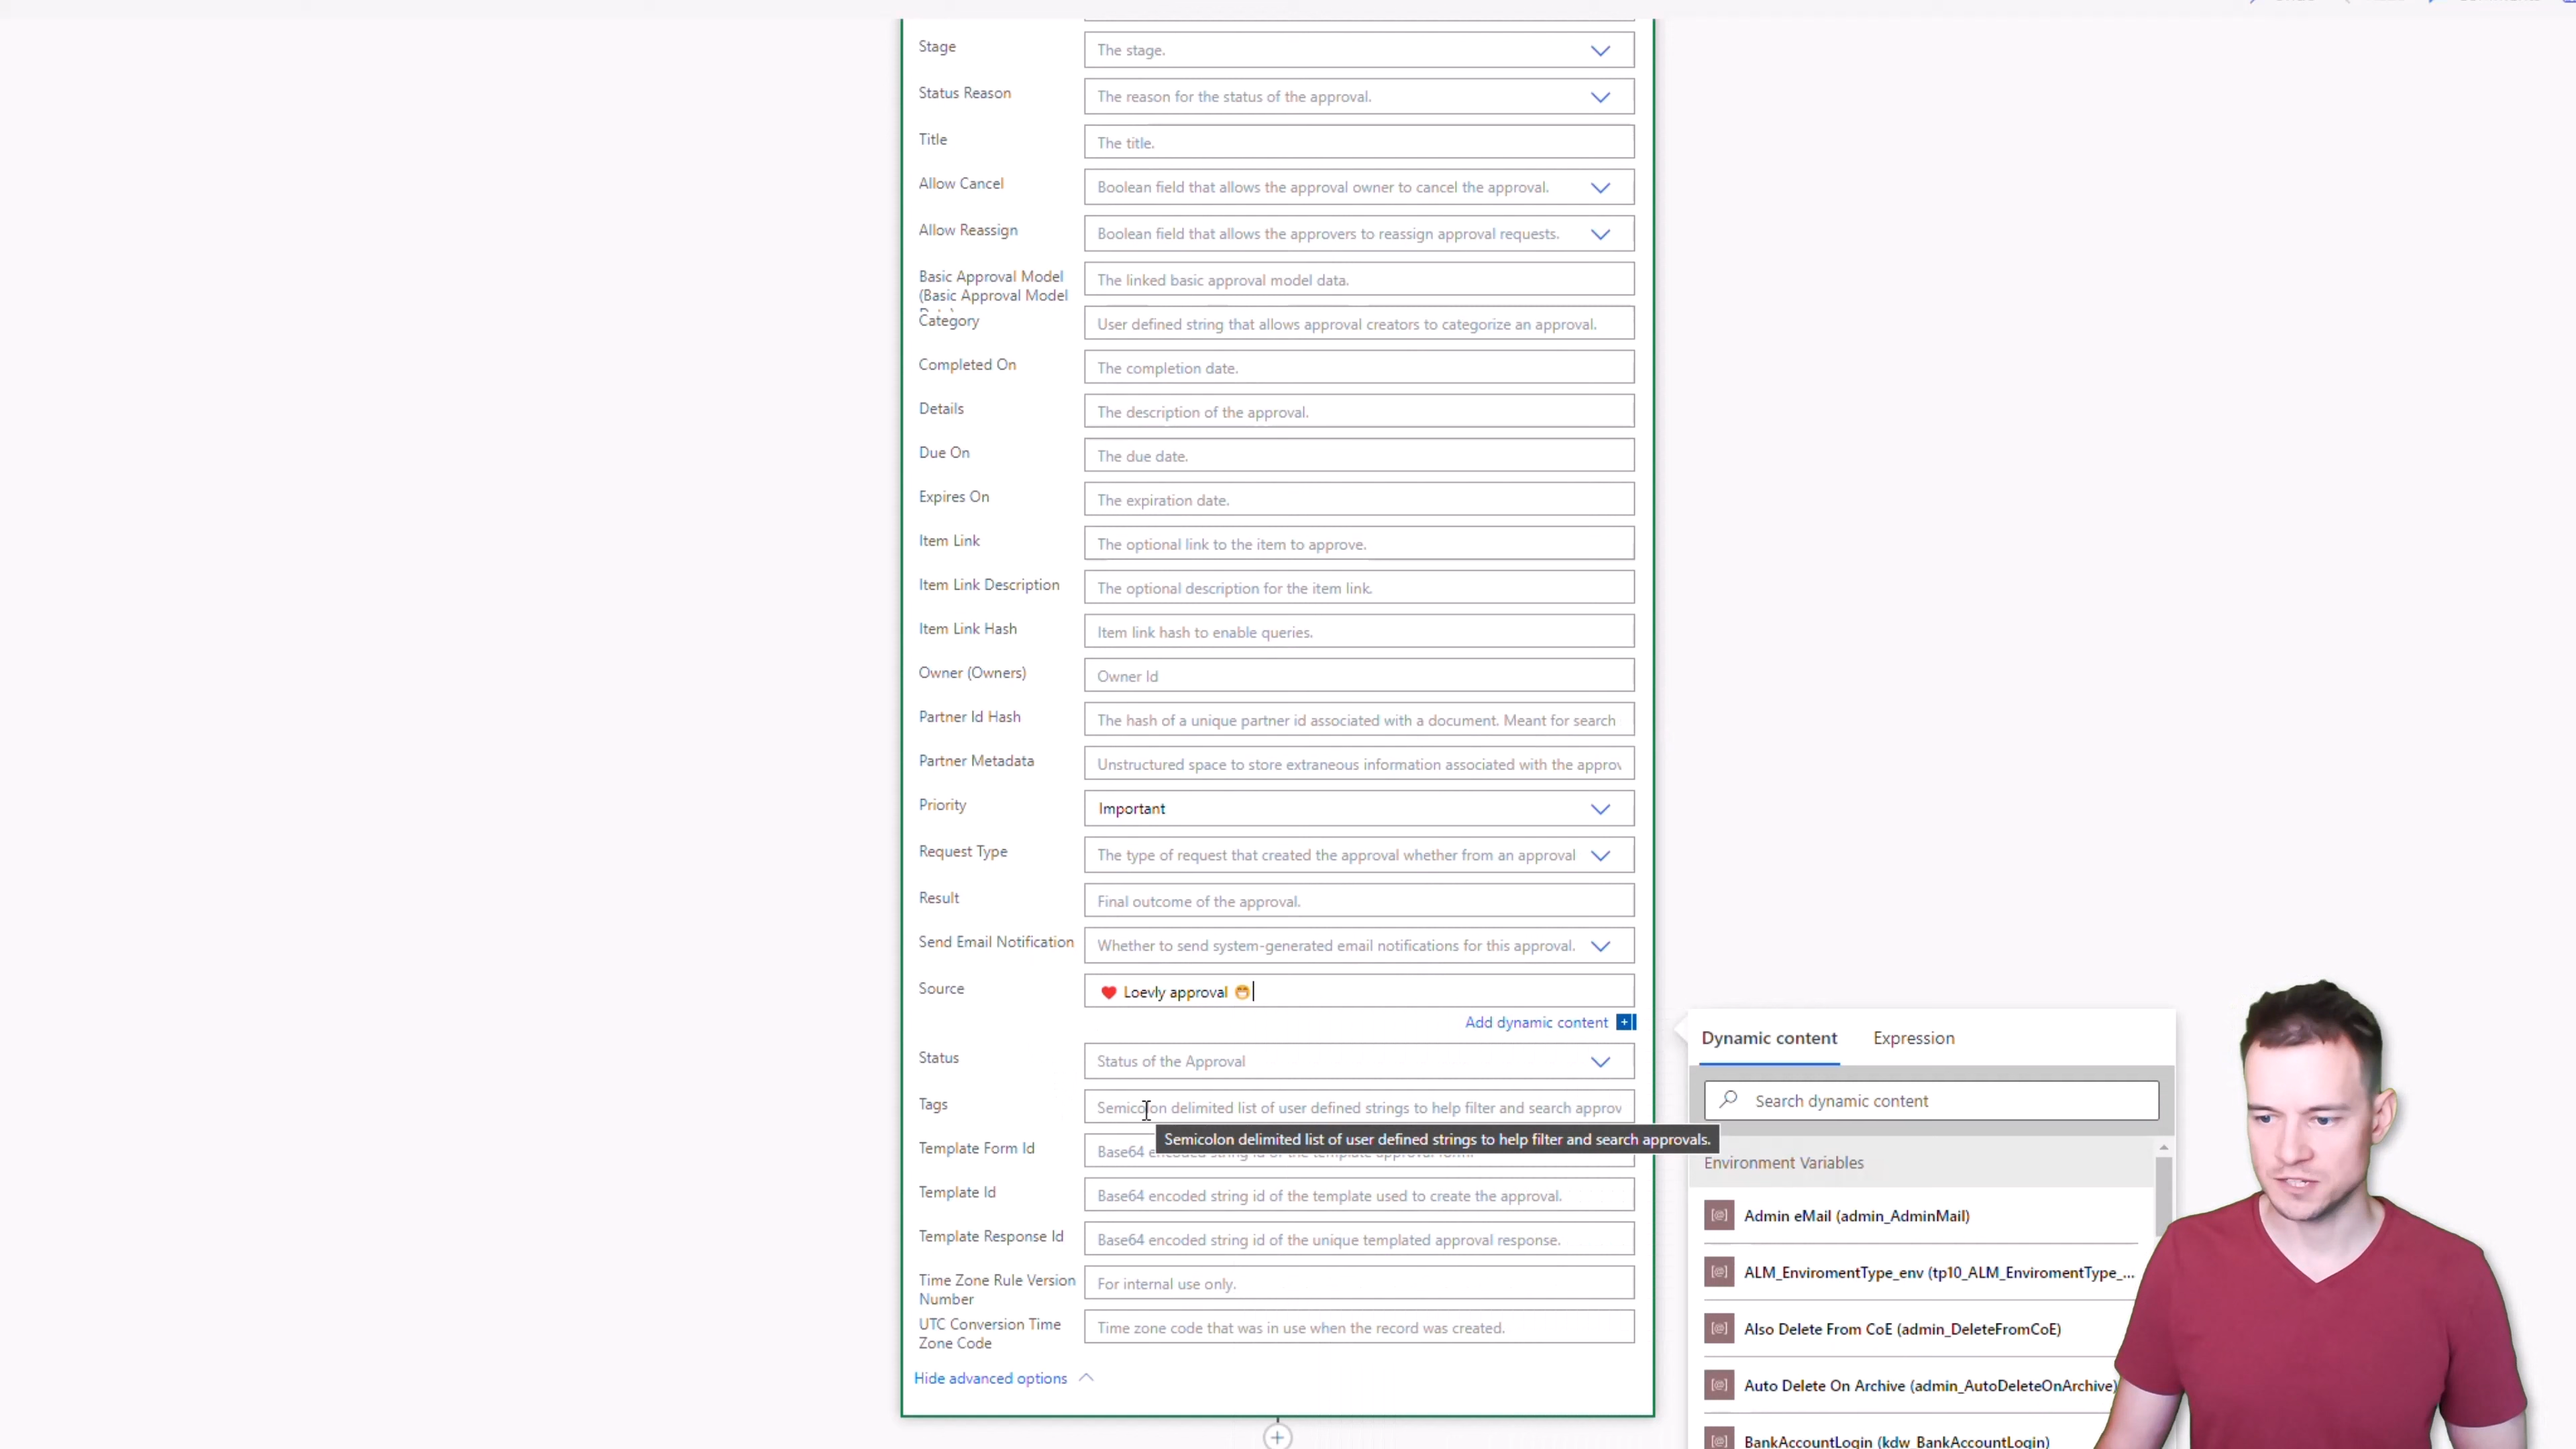 Stage
The stage.
Status Reason
The reason for the status of the approval.
Title
The title.
Allow Cancel
Boolean field that allows the approval owner to cancel the approval.
Allow Reassign
Boolean field that allows the approvers to reassign approval requests.
Basic Approval Model
(Basic Approval Model
The linked basic approval model data.
Category
User defined string that allows approval creators to categorize an approval.
Completed On
The completion date.
Details
The description of the approval.
Due On
The due date.
Expires On
The expiration date.
Item Link
The optional link to the item to approve.
Item Link Description
The optional description for the item link.
Item Link Hash
Item link hash to enable queries.
Owner (Owners)
Owner Id
Partner Id Hash
The hash of a unique partner id associated with a document. Meant for search
Partner Metadata
Unstructured space to store extraneous information associated with the approv
Priority
Important
Request Type
The type of request that created the approval whether from an approval
Result
Final outcome of the approval.
Send Email Notification
Whether to send system-generated email notifications for this approval.
Source
❤️ Loevly approval 😁
Add dynamic content
Status
Status of the Approval
Tags
Semicolon delimited list of user defined strings to help filter and search approv
Semicolon delimited list of user defined strings to help filter and search approvals.
Template Form Id
Base64
Template Id
Base64 encoded string id of the template used to create the approval.
Template Response Id
Base64 encoded string id of the unique templated approval response.
Time Zone Rule Version
Number
For internal use only.
UTC Conversion Time
Zone Code
Time zone code that was in use when the record was created.
Hide advanced options
Dynamic content
Expression
Search dynamic content
Environment Variables
Admin eMail (admin_AdminMail)
ALM_EnviromentType_env (tp10_ALM_EnviromentType_...
Also Delete From CoE (admin_DeleteFromCoE)
Auto Delete On Archive (admin_AutoDeleteOnArchive)
BankAccountLogin (kdw_BankAccountLogin)